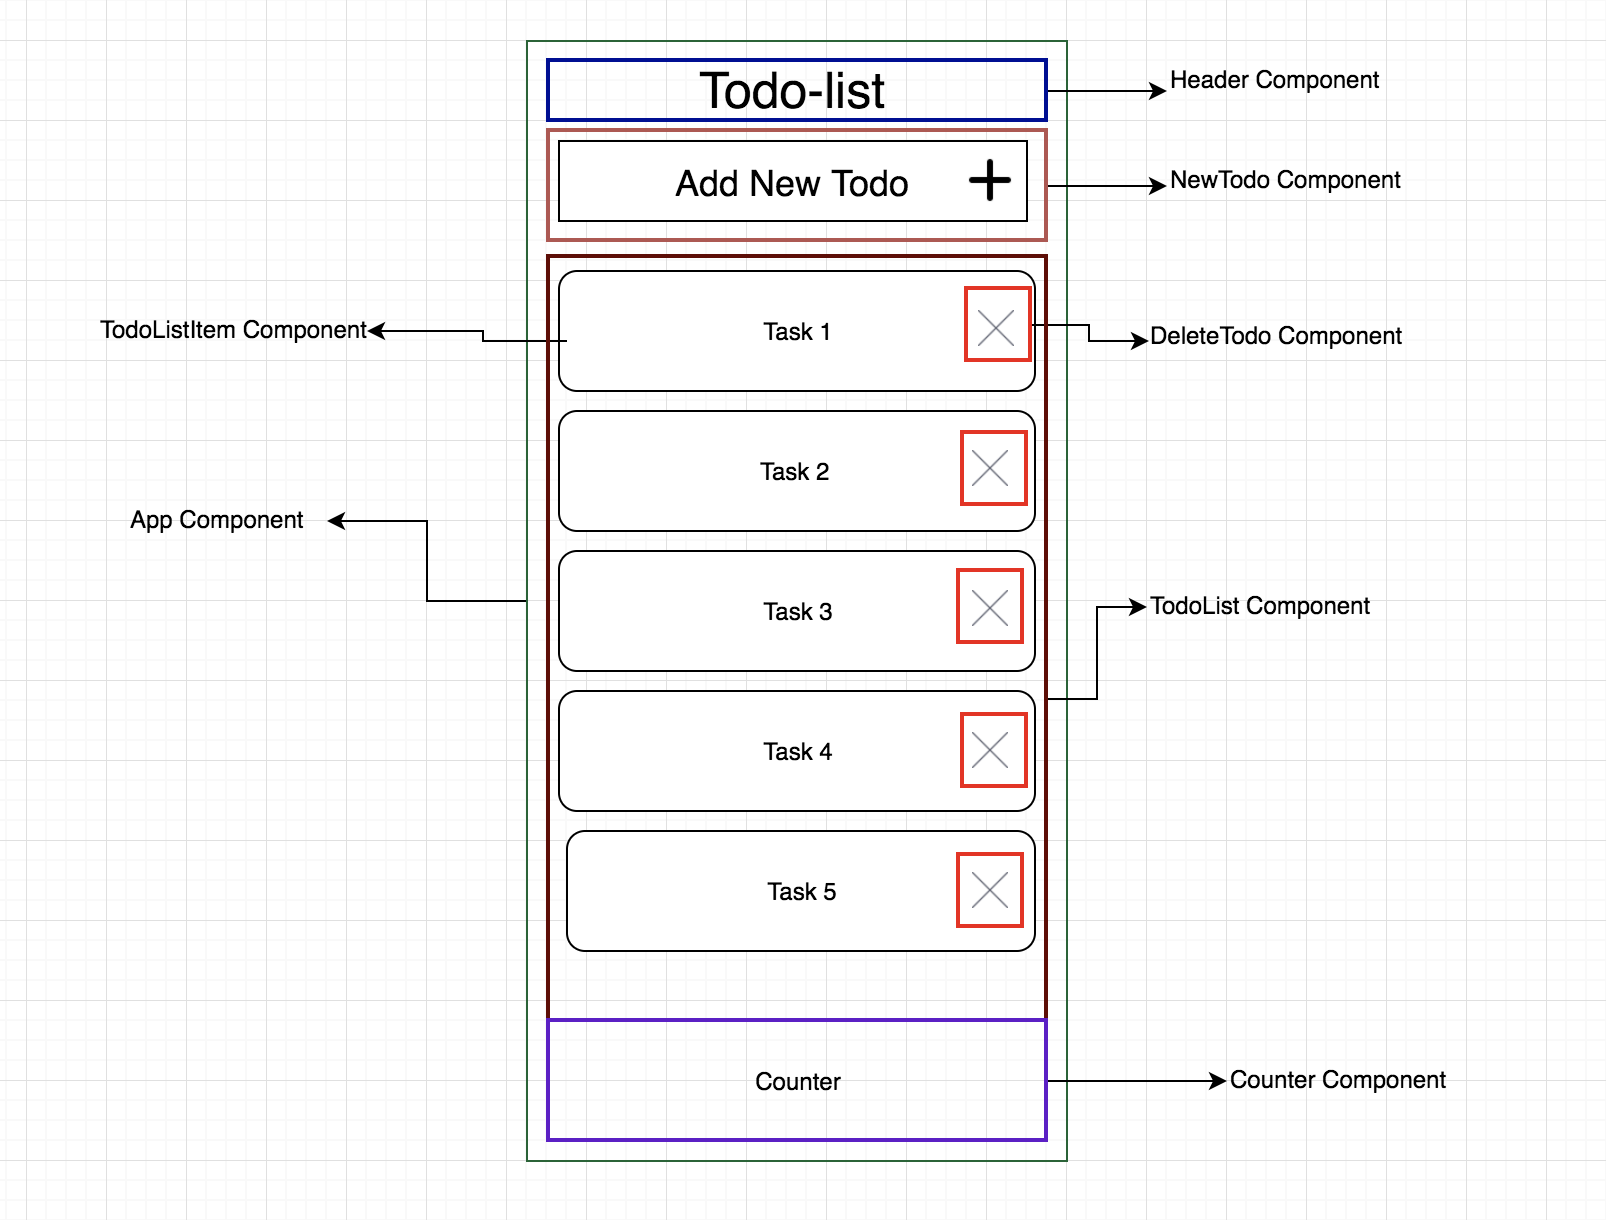 Todo-list
Header Component
Add New Todo
NewTodo Component
TodoListItem Component
Task 1
DeleteTodo Component
Task 2
App Component
Task 3
TodoList Component
Task 4
Task 5
Counter
Counter Component